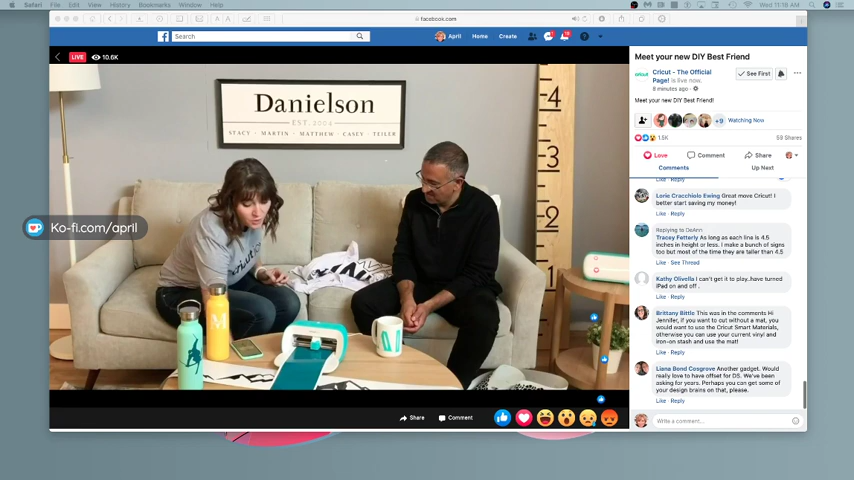 Safari File Edit View History Bookmarks Window Help
Wed 11:18 AM
facebook.com
Search
April Home Create
LIVE 10.6K
Danielson
EST. 2004
STACY - MARTIN - MATTHEW - CASEY - TEILER
4
3
2
1
Ko-fi.com/april
M
Share Comment
Meet your new DIY Best Friend
cricut
Cricut - The Official
Page! is live now.
8 minutes ago
See First
Meet your new DIY Best Friend!
+9 Watching Now
1.5K
59 Shares
Love Comment Share
Comments Up Next
Like · Reply
Lorie Cracchiolo Ewing Great move Cricut! I
better start saving my money!
Like · Reply
Replying to DeAnn
Tracey Fetterly As long as each line is 4.5
inches in height or less. I make a bunch of signs
too but most of the time they are taller than 4.5
Like · See Thread
Kathy Olivella I can't get it to play..have turned
iPad on and off .
Like · Reply
Brittany Bittle This was in the comments Hi
Jennifer, if you want to cut without a mat, you
would want to use the Cricut Smart Materials,
otherwise you can use your current vinyl and
iron-on stash and use the mat!
Like · Reply
Liana Bond Cosgrove Another gadget. Would
really love to have offset for DS. We've been
asking for years. Perhaps you can get some of
your design brains on that, please.
Like · Reply
Write a comment...